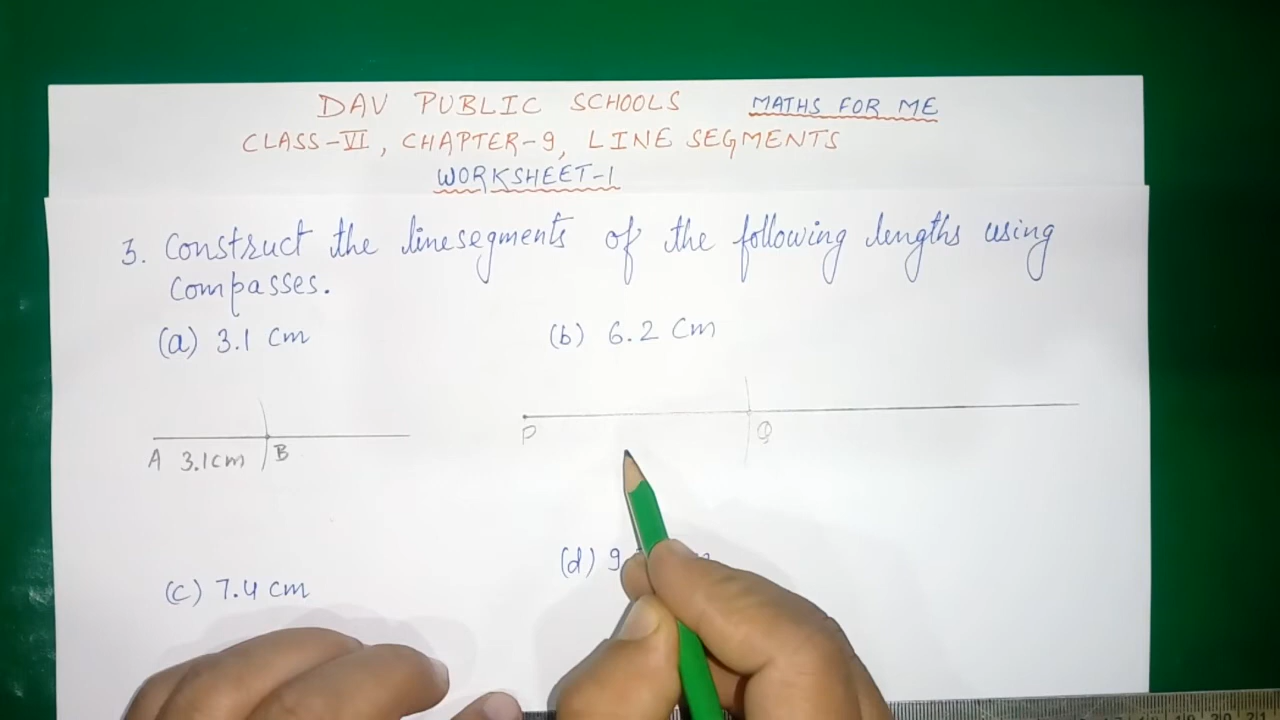 DAV PUBLIC SCHOOLS MATHS FOR ME
CLASS-VI, CHAPTER-9, LINE SEGMENTS
WORKSHEET-1
3. Construct the linesegments of the following lengths using
Compasses.
(a) 3.1 Cm (b) 6.2 Cm
A 3.1cm B P Q
(c) 7.4 cm (d) 9